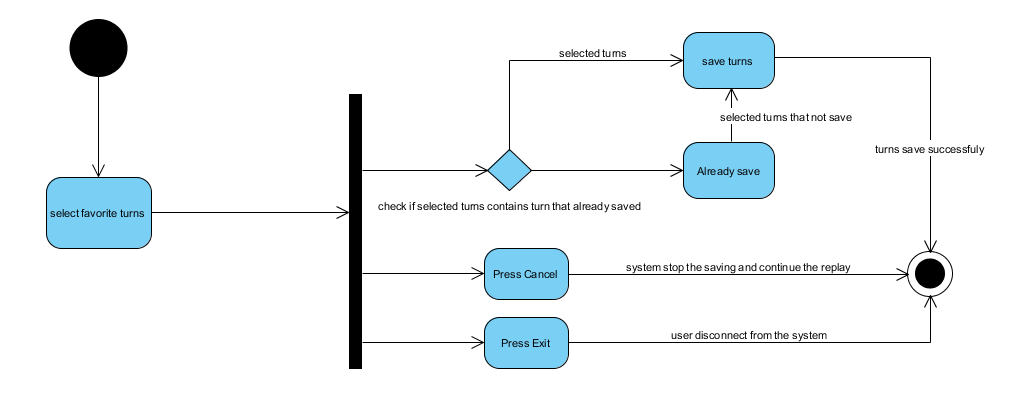 selected turns
save turns
selected turns that not save
turns save successfuly
Already save
check if selected turns contains turn that already saved
select favorite turns
Press Cancel
system stop the saving and continue the replay
Press Exit
user disconnect from the system